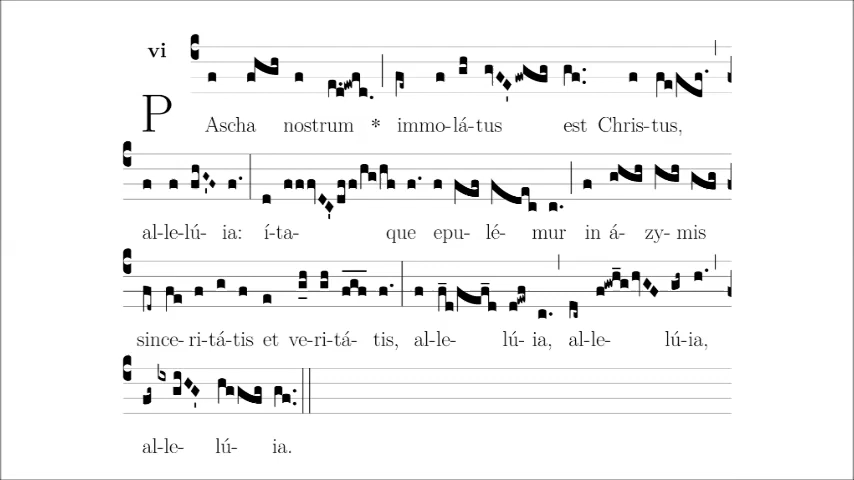 vi
PAscha nostrum * immo-lá-tus est Chris-tus,
al-le-lú- ia: í-ta- que epu- lé- mur in á- zy- mis
since- ri-tá-tis et ve-ri-tá- tis, al-le- lú- ia, al-le- lú-ia,
al-le- lú- ia.